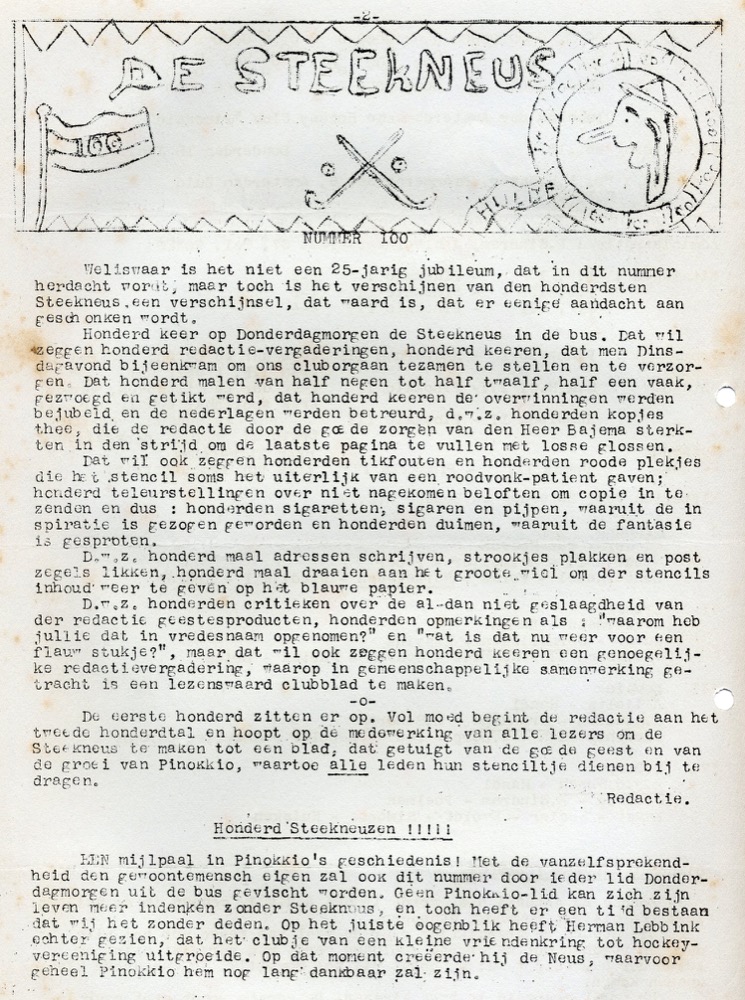 -2-
DE STEEKNEUS
100
HULDE
NUMMER 100
Weliswaar is het niet een 25-jarig jubileum, dat in dit nummer
herdacht wordt, maar toch is het verschijnen van den honderdsten
Steekneus een verschijnsel, dat waard is, dat er eenige aandacht aan
geschonken wordt.
Honderd keer op Donderdagmorgen de Steekneus in de bus. Dat wil
zeggen honderd redactie-vergaderingen, honderd keeren, dat men Dins-
dagavond bijeenkwam om ons cluborgaan tezamen te stellen en te verzor-
gen. Dat honderd malen van half negen tot half twaalf, half een vaak,
gezwoegd en getikt werd, dat honderd keeren de overwinningen werden
bejubeld en de nederlagen werden betreurd, d.w.z. honderden kopjes
thee, die de redactie door de goede zorgen van den Heer Bajema sterk-
ten in den strijd om de laatste pagina te vullen met losse glossen.
Dat wil ook zeggen honderden tikfouten en honderden roode plekjes
die het stencil soms het uiterlijk van een roodvonk-patient gaven;
honderd teleurstellingen over niet nagekomen beloften om copie in te
zenden en dus : honderden sigaretten, sigaren en pijpen, waaruit de in
spiratie is gezogen geworden en honderden duimen, waaruit de fantasie
is gesproten.
D.w.z. honderd maal adressen schrijven, strookjes plakken en post
zegels likken, honderd maal draaien aan het groote wiel om der stencils
inhoud weer te geven op het blauwe papier.
D.w.z. honderden critieken over de al-dan niet geslaagdheid van
der redactie geestesproducten, honderden opmerkingen als : "waarom heb
jullie dat in vredesnaam opgenomen?" en "wat is dat nu weer voor een
flauw stukje?", maar dat wil ook zeggen honderd keeren een genoegelij-
ke redactievergadering, waarop in gemeenschappelijke samenwerking ge-
tracht is een lezenswaard clubblad te maken.
-o-
De eerste honderd zitten er op. Vol moed begint de redactie aan het
tweede honderdtal en hoopt op de medewerking van alle lezers om de
Steekneus te maken tot een blad, dat getuigt van de goede geest en van
de groei van Pinokkio, waartoe alle leden hun stenciltje dienen bij te
dragen.
Redactie.
Honderd Steekneuzen !!!!!
EEN mijlpaal in Pinokkio's geschiedenis! Met de vanzelfsprekend-
heid den gewoontemensch eigen zal ook dit nummer door ieder lid Donder-
dagmorgen uit de bus gevischt worden. Geen Pinokkio-lid kan zich zijn
leven meer indenken zonder Steekneus, en toch heeft er een tijd bestaan
dat wij het zonder deden. Op het juiste oogenblik heeft Herman Lebbink
echter gezien, dat het clubje van een kleine vriendenkring tot hockey-
vereeniging uitgroeide. Op dat moment creëerde hij de Neus, waarvoor
geheel Pinokkio hem nog lang dankbaar zal zijn.